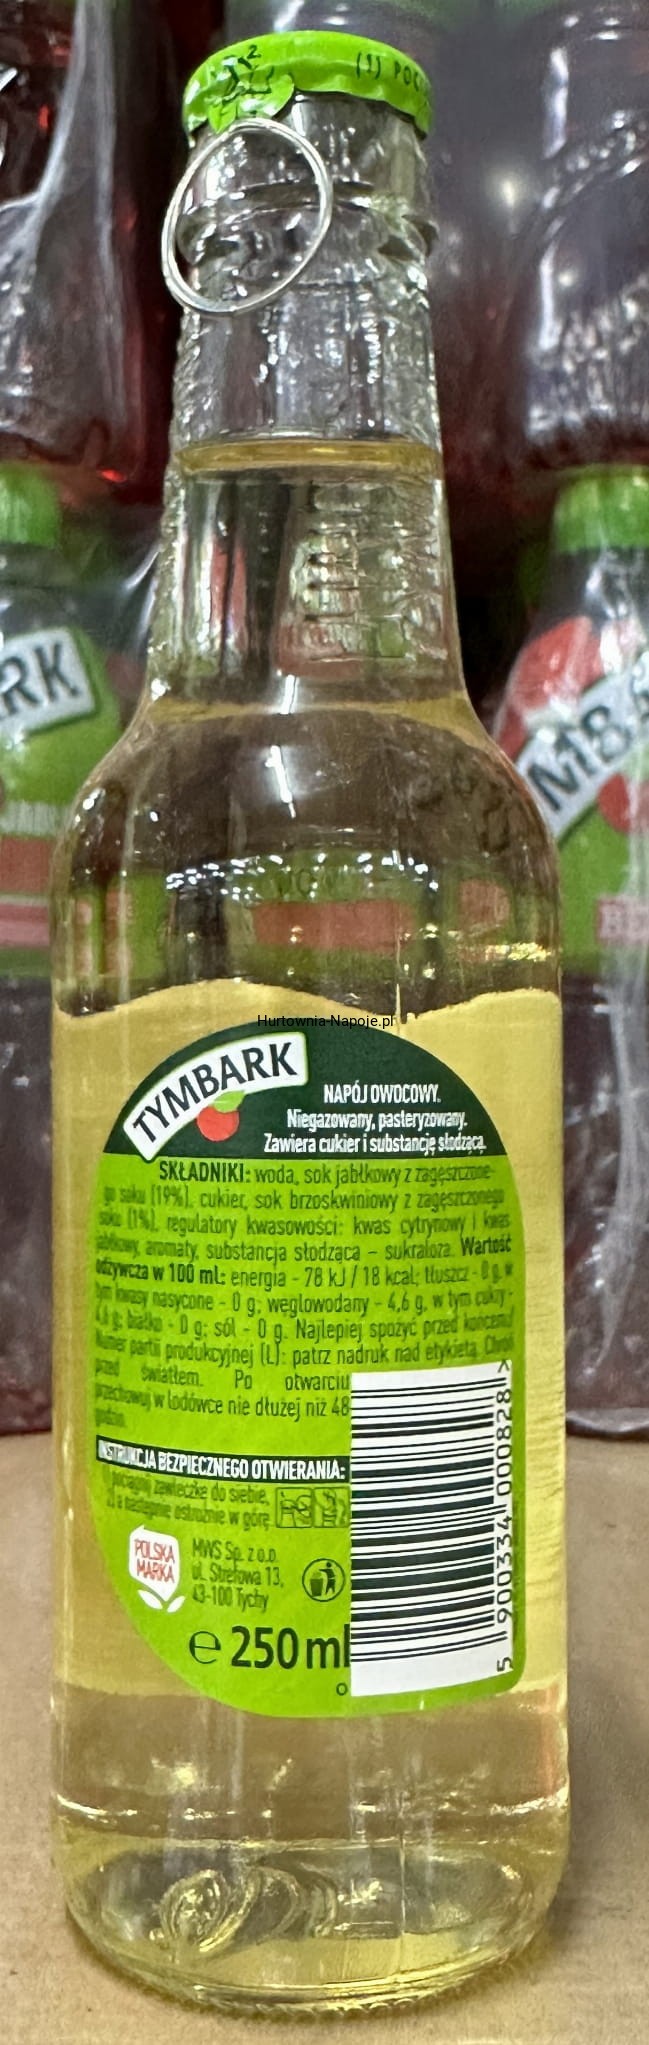 (1) POC
RK
Hurtownia-Napoje.pl
TYMBARK
NAPÓJ OWOCOWY.
Niegazowany, pasteryzowany.
Zawiera cukier i substancję słodzącą.
SKŁADNIKI: woda, sok jabłkowy z zagęszczone-
go soku (19%), cukier, sok brzoskwiniowy z zagęszczonego
soku (1%), regulatory kwasowości: kwas cytrynowy i kwas
jabłkowy, aromaty, substancja słodząca – sukraloza. Wartość
odżywcza w 100 ml: energia - 78 kJ / 18 kcal; tłuszcz - 0 g, w
tym kwasy nasycone - 0 g; węglowodany - 4,6 g, w tym cukry -
4,6 g; białko - 0 g; sól - 0 g. Najlepiej spożyć przed końcem/
Numer partii produkcyjnej (L): patrz nadruk nad etykietą. Chroń
przed światłem. Po otwarciu
przechowuj w lodówce nie dłużej niż 48
godzin.
INSTRUKCJA BEZPIECZNEGO OTWIERANIA:
1) pociągnij zawleczkę do siebie,
2) a następnie ostrożnie w górę
POLSKA
MARKA
MWS Sp. z o.o.
ul. Strefowa 13,
43-100 Tychy
℮ 250 ml
5 900334 000828 >